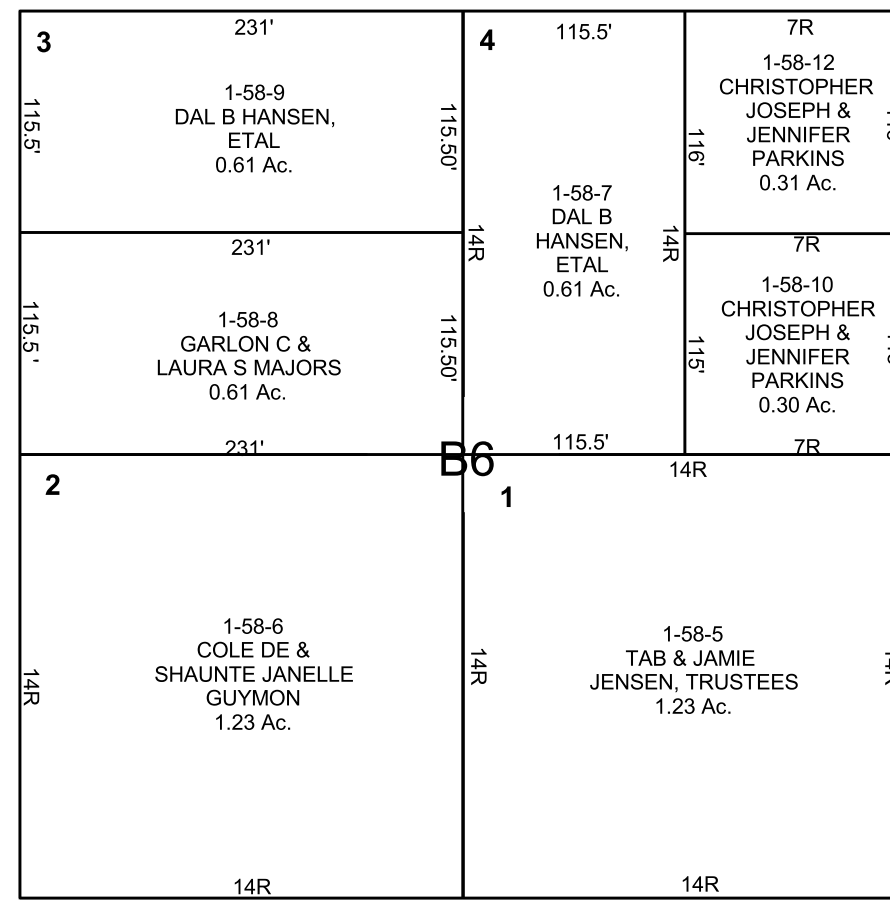 3
231'
1-58-9
DAL B HANSEN,
ETAL
0.61 Ac.
115.5'
115.50'
4
115.5'
1-58-7
DAL B
HANSEN,
ETAL
0.61 Ac.
14R
14R
115.5'
7R
1-58-12
CHRISTOPHER
JOSEPH &
JENNIFER
PARKINS
0.31 Ac.
116'
7R
1-58-10
CHRISTOPHER
JOSEPH &
JENNIFER
PARKINS
0.30 Ac.
115'
7R
231'
1-58-8
GARLON C &
LAURA S MAJORS
0.61 Ac.
115.5 '
115.50'
231'
B6
2
1-58-6
COLE DE &
SHAUNTE JANELLE
GUYMON
1.23 Ac.
14R
14R
14R
1
1-58-5
TAB & JAMIE
JENSEN, TRUSTEES
1.23 Ac.
14R
14R